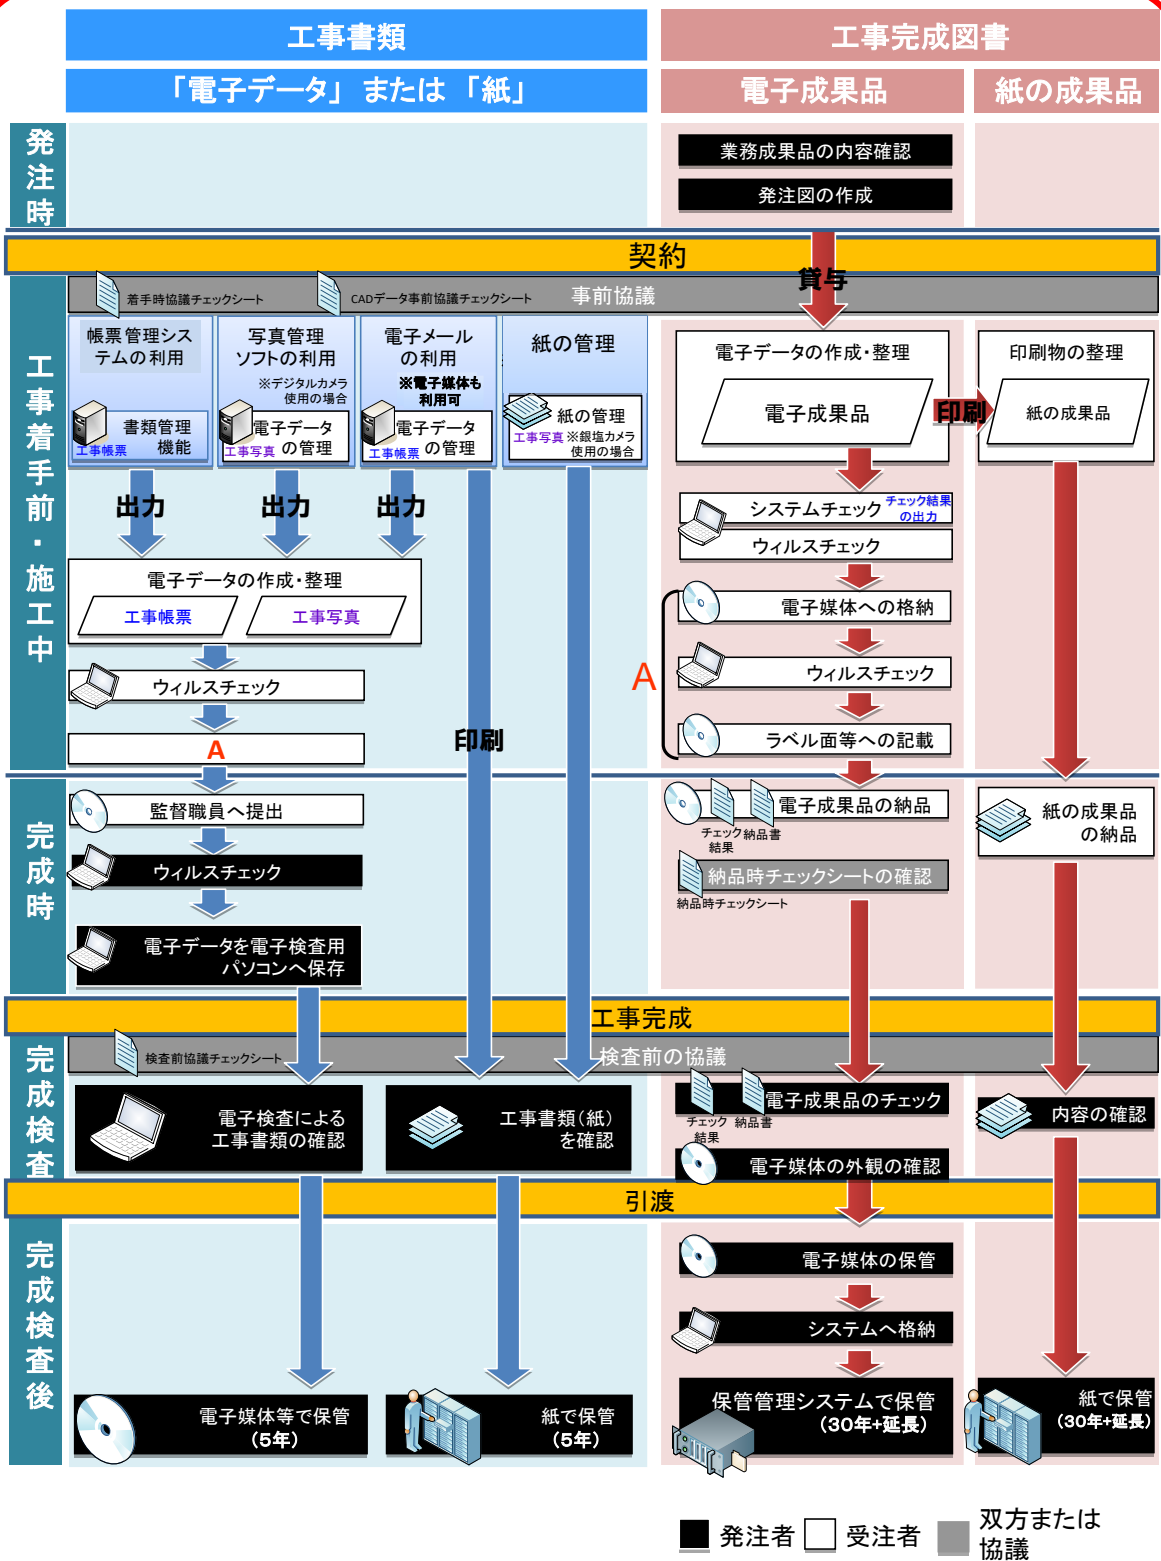 工事書類
工事完成図書
「電子データ」 または 「紙」
電子成果品
紙の成果品
発注時
業務成果品の内容確認
発注図の作成
契約
貸与
着手時協議チェックシート
CADデータ事前協議チェックシート
事前協議
工事着手前・施工中
帳票管理シス
テムの利用
書類管理
機能
工事帳票
写真管理
ソフトの利用
※デジタルカメラ
使用の場合
電子データ
の管理
工事写真
電子メール
の利用
※電子媒体も
利用可
電子データ
の管理
工事帳票
紙の管理
紙の管理
工事写真 ※銀塩カメラ
使用の場合
電子データの作成・整理
電子成果品
印刷
印刷物の整理
紙の成果品
出力
出力
出力
システムチェック
チェック結果
の出力
ウィルスチェック
電子データの作成・整理
工事帳票
工事写真
電子媒体への格納
ウィルスチェック
A
ウィルスチェック
印刷
A
ラベル面等への記載
完成時
監督職員へ提出
電子成果品の納品
チェック
結果
納品書
紙の成果品
の納品
ウィルスチェック
納品時チェックシートの確認
納品時チェックシート
電子データを電子検査用
パソコンへ保存
工事完成
完成検査
検査前協議チェックシート
検査前の協議
電子検査による
工事書類の確認
工事書類（紙）
を確認
電子成果品のチェック
チェック
結果
納品書
内容の確認
電子媒体の外観の確認
引渡
完成検査後
電子媒体の保管
システムへ格納
電子媒体等で保管
（5年）
紙で保管
（5年）
保管管理システムで保管
（30年+延長）
紙で保管
（30年+延長）
発注者
受注者
双方または
協議